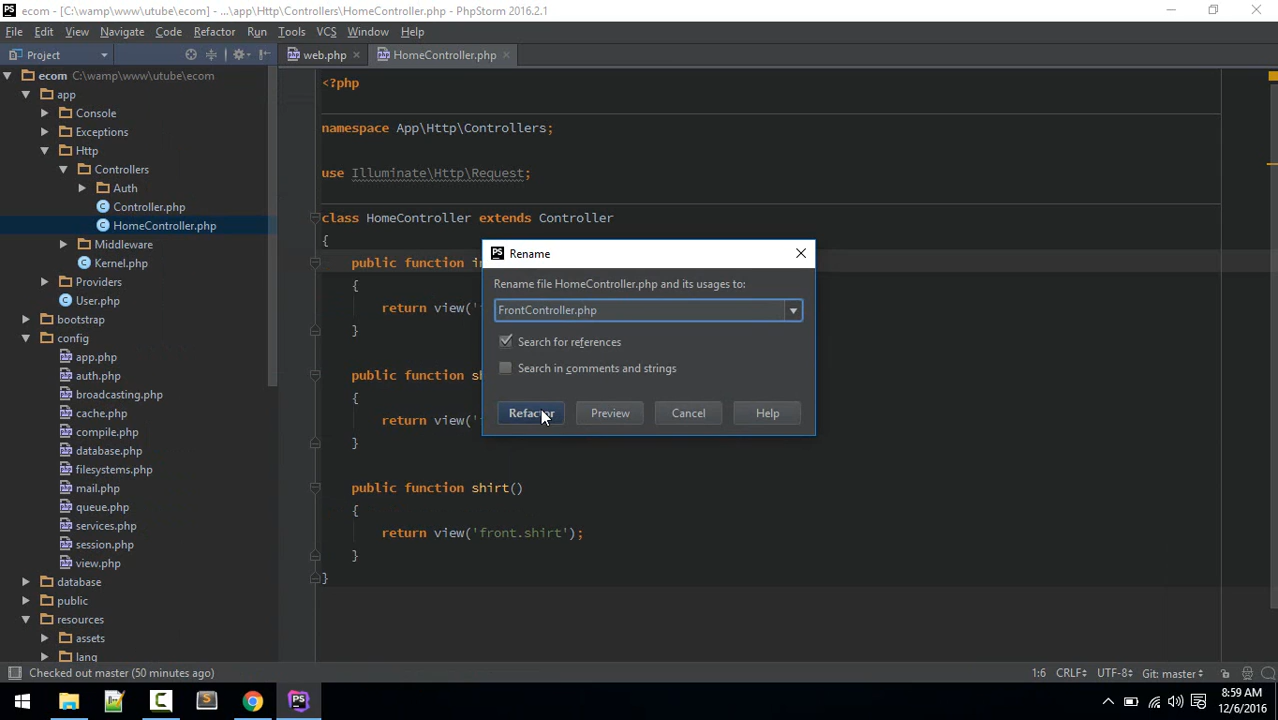 PS ecom - [C:\wamp\www\utube\ecom] - ...\app\Http\Controllers\HomeController.php - PhpStorm 2016.2.1
File Edit View Navigate Code Refactor Run Tools VCS Window Help
Project
web.php
HomeController.php
ecom C:\wamp\www\utube\ecom
app
Console
Exceptions
Http
Controllers
Auth
Controller.php
HomeController.php
Middleware
Kernel.php
Providers
User.php
bootstrap
config
app.php
auth.php
broadcasting.php
cache.php
compile.php
database.php
filesystems.php
mail.php
queue.php
services.php
session.php
view.php
database
public
resources
assets
lang
<?php
namespace App\Http\Controllers;
use Illuminate\Http\Request;
class HomeController extends Controller
{
public function
{
return view('
}
public function
{
return view('
}
public function shirt()
{
return view('front.shirt');
}
}
PS Rename
Rename file HomeController.php and its usages to:
FrontController.php
Search for references
Search in comments and strings
Refactor Preview Cancel Help
Checked out master (50 minutes ago)
1:6 CRLF UTF-8 Git: master
8:59 AM
12/6/2016